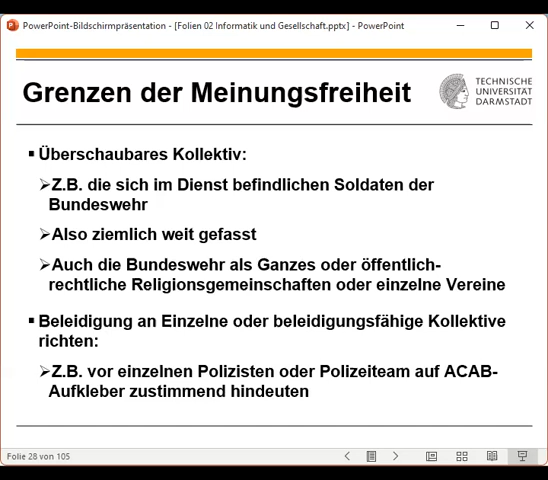 PowerPoint-Bildschirmpräsentation - [Folien 02 Informatik und Gesellschaft.pptx] - PowerPoint
Grenzen der Meinungsfreiheit
TECHNISCHE
UNIVERSITÄT
DARMSTADT
▪ Überschaubares Kollektiv:
➢Z.B. die sich im Dienst befindlichen Soldaten der
Bundeswehr
➢Also ziemlich weit gefasst
➢Auch die Bundeswehr als Ganzes oder öffentlich-
rechtliche Religionsgemeinschaften oder einzelne Vereine
▪ Beleidigung an Einzelne oder beleidigungsfähige Kollektive
richten:
➢Z.B. vor einzelnen Polizisten oder Polizeiteam auf ACAB-
Aufkleber zustimmend hindeuten
Folie 28 von 105